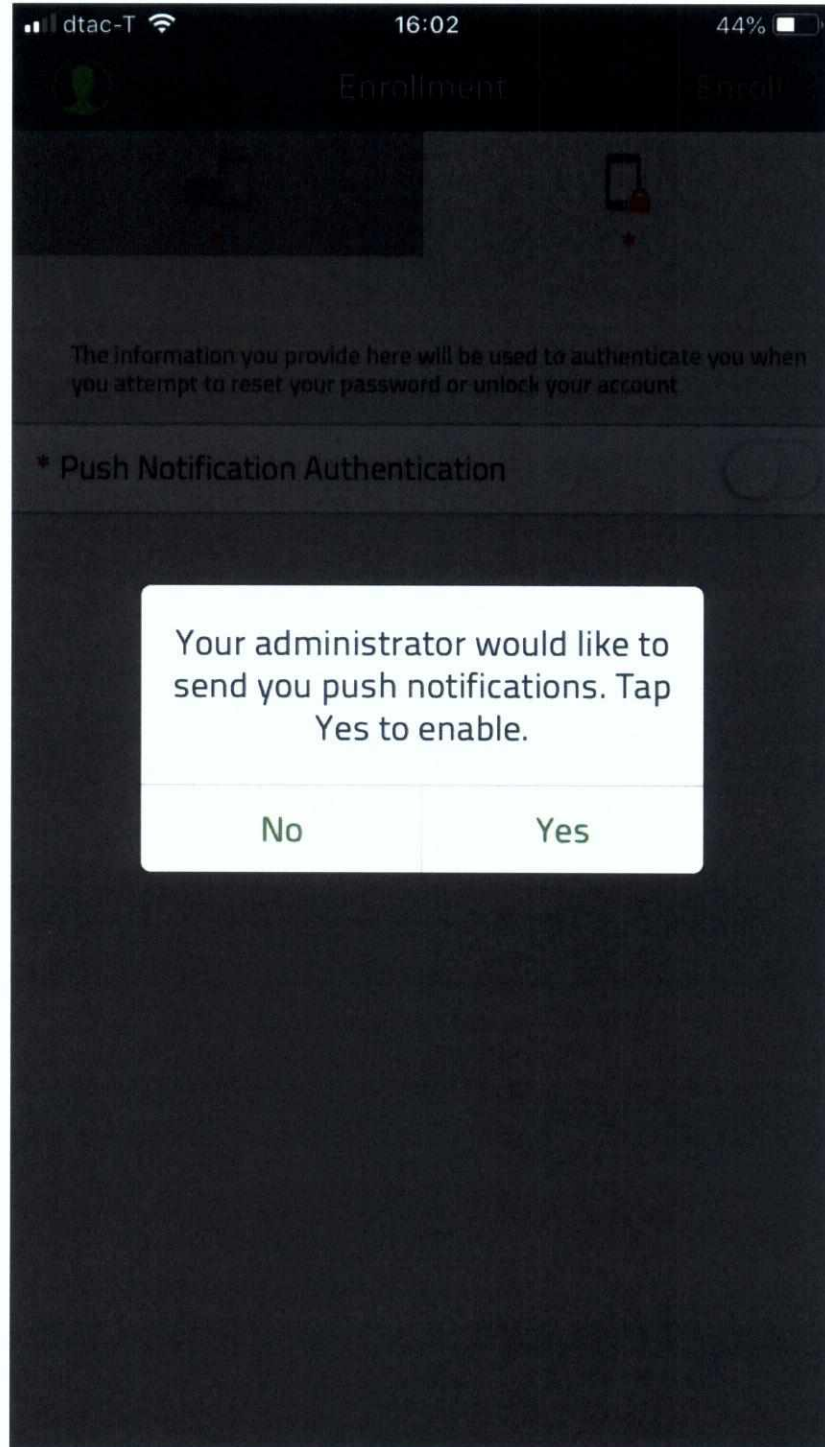 dtac-T 16:02 44%
Enrollment Enroll
*
The information you provide here will be used to authenticate you when
you attempt to reset your password or unlock your account
* Push Notification Authentication
Your administrator would like to
send you push notifications. Tap
Yes to enable.
No Yes